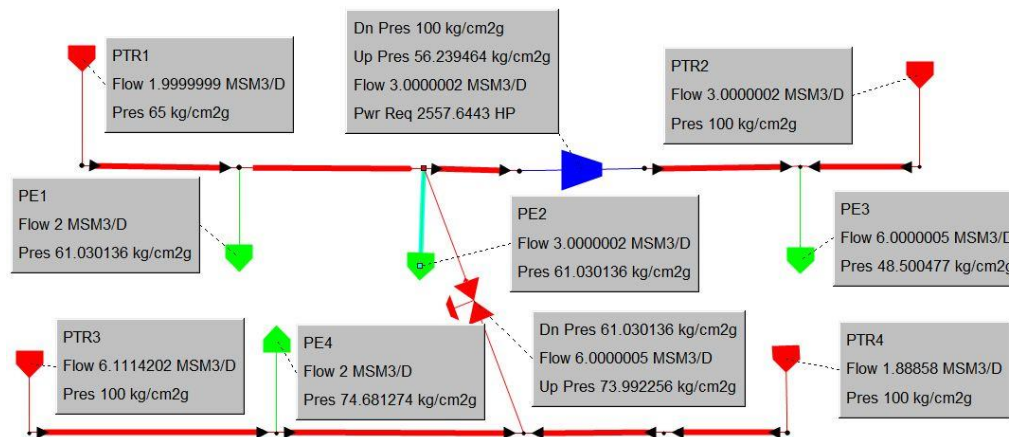 PTR1
Flow 1.9999999 MSM3/D
Pres 65 kg/cm2g
Dn Pres 100 kg/cm2g
Up Pres 56.239464 kg/cm2g
Flow 3.0000002 MSM3/D
Pwr Req 2557.6443 HP
PTR2
Flow 3.0000002 MSM3/D
Pres 100 kg/cm2g
PE1
Flow 2 MSM3/D
Pres 61.030136 kg/cm2g
PE2
Flow 3.0000002 MSM3/D
Pres 61.030136 kg/cm2g
PE3
Flow 6.0000005 MSM3/D
Pres 48.500477 kg/cm2g
PTR3
Flow 6.1114202 MSM3/D
Pres 100 kg/cm2g
PE4
Flow 2 MSM3/D
Pres 74.681274 kg/cm2g
Dn Pres 61.030136 kg/cm2g
Flow 6.0000005 MSM3/D
Up Pres 73.992256 kg/cm2g
PTR4
Flow 1.88858 MSM3/D
Pres 100 kg/cm2g